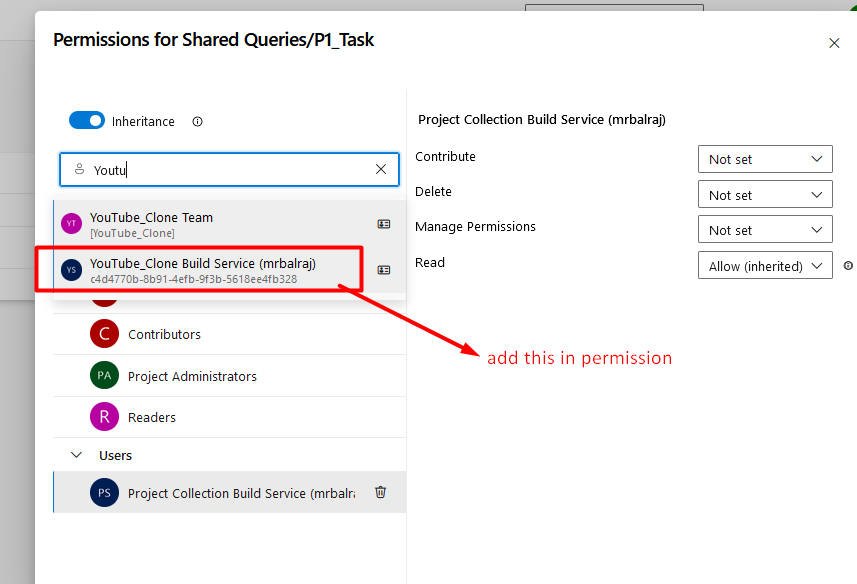 Permissions for Shared Queries/P1_Task
Inheritance
Youtu
YT
YouTube_Clone Team
[YouTube_Clone]
YS
YouTube_Clone Build Service (mrbalraj)
c4d4770b-8b91-4efb-9f3b-5618ee4fb328
C
Contributors
PA
Project Administrators
R
Readers
Users
PS
Project Collection Build Service (mrbalra
Project Collection Build Service (mrbalraj)
Contribute
Not set
Delete
Not set
Manage Permissions
Not set
Read
Allow (inherited)
add this in permission